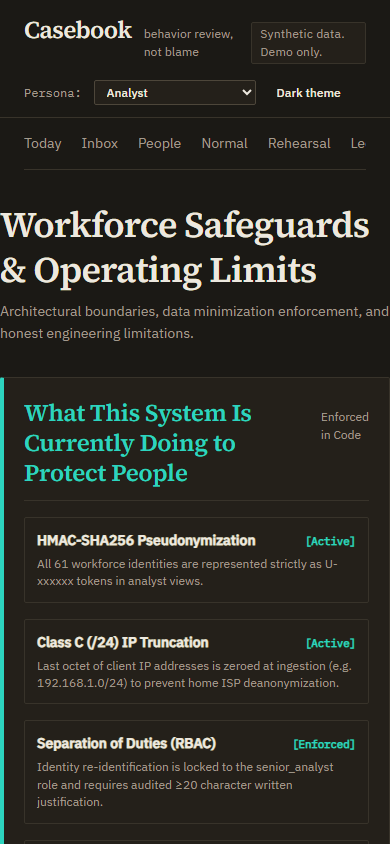 Casebook
behavior review,
not blame
Synthetic data.
Demo only.
Persona:
Analyst
Dark theme
Today Inbox People Normal Rehearsal Le
Workforce Safeguards
& Operating Limits
Architectural boundaries, data minimization enforcement, and
honest engineering limitations.
What This System Is
Currently Doing to
Protect People
Enforced
in Code
HMAC-SHA256 Pseudonymization
[Active]
All 61 workforce identities are represented strictly as U-
xxxxxx tokens in analyst views.
Class C (/24) IP Truncation
[Active]
Last octet of client IP addresses is zeroed at ingestion (e.g.
192.168.1.0/24) to prevent home ISP deanonymization.
Separation of Duties (RBAC)
[Enforced]
Identity re-identification is locked to the senior_analyst
role and requires audited ≥20 character written
justification.